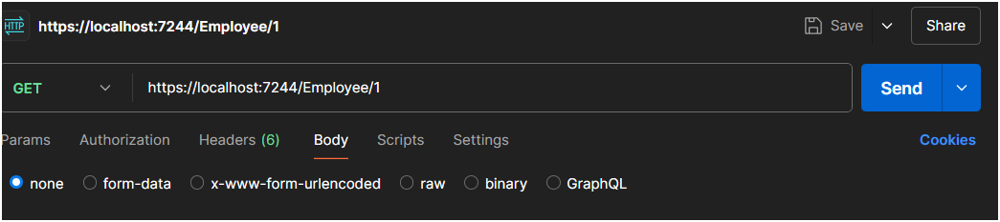 HTTP https://localhost:7244/Employee/1 Save Share
GET https://localhost:7244/Employee/1 Send
Params Authorization Headers (6) Body Scripts Settings Cookies
none form-data x-www-form-urlencoded raw binary GraphQL